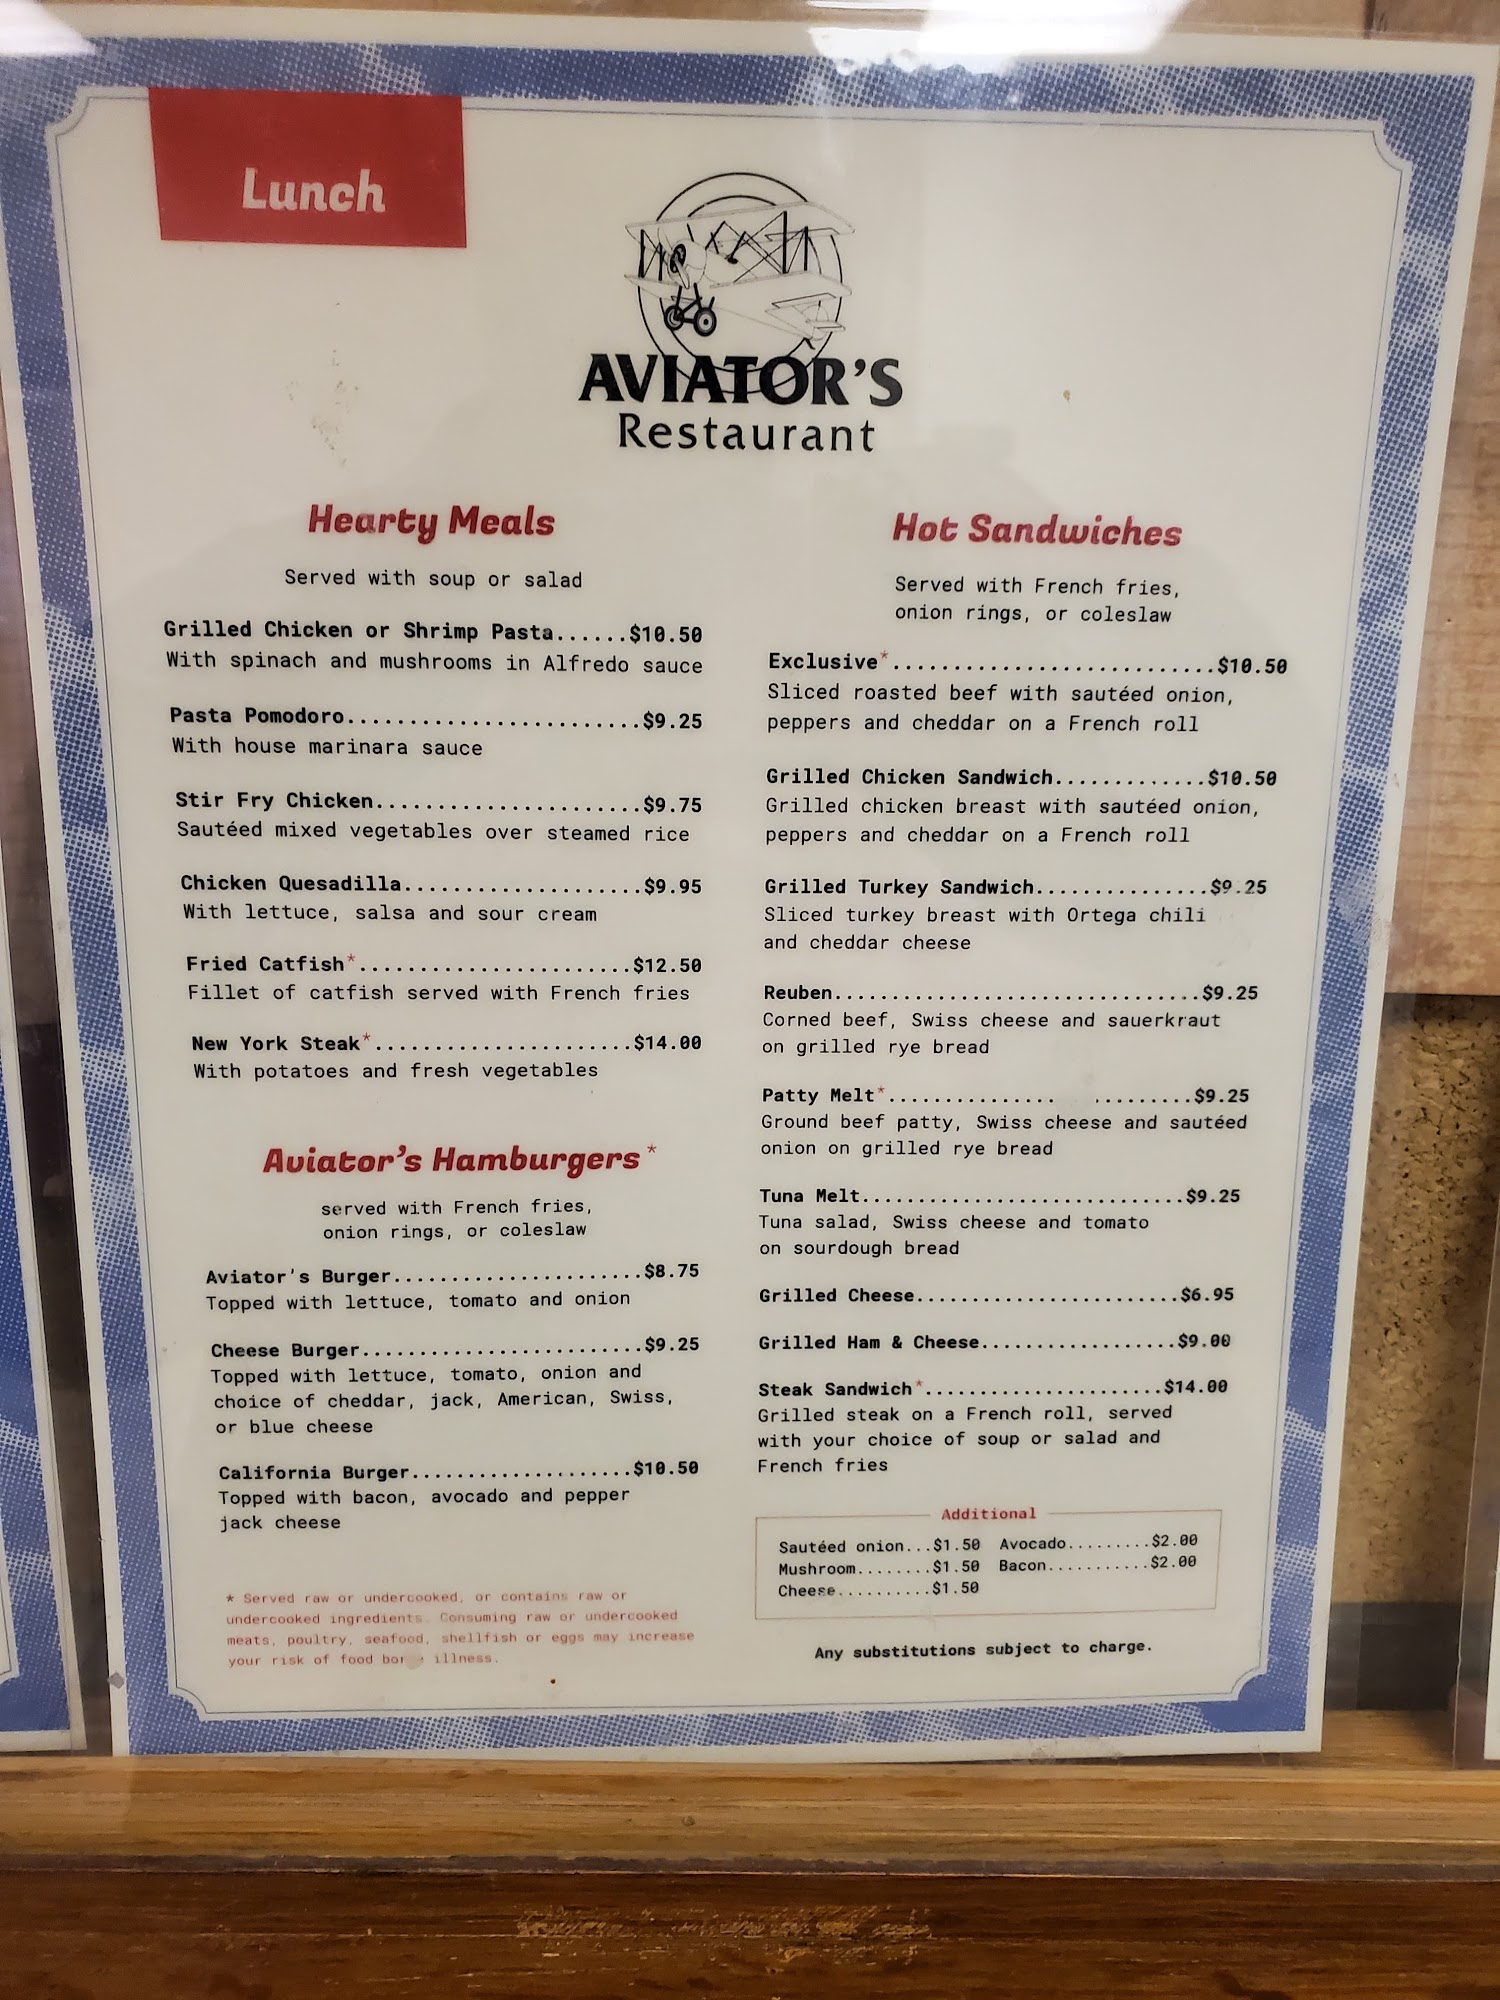 Lunch
AVIATOR'S
Restaurant
Hearty Meals
Served with soup or salad
Grilled Chicken or Shrimp Pasta......$10.50
With spinach and mushrooms in Alfredo sauce
Pasta Pomodoro........................$9.25
With house marinara sauce
Stir Fry Chicken......................$9.75
Sautéed mixed vegetables over steamed rice
Chicken Quesadilla....................$9.95
With lettuce, salsa and sour cream
Fried Catfish*.......................$12.50
Fillet of catfish served with French fries
New York Steak*......................$14.00
With potatoes and fresh vegetables
Aviator's Hamburgers*
served with French fries,
onion rings, or coleslaw
Aviator's Burger......................$8.75
Topped with lettuce, tomato and onion
Cheese Burger...........................$9.25
Topped with lettuce, tomato, onion and
choice of cheddar, jack, American, Swiss,
or blue cheese
California Burger.....................$10.50
Topped with bacon, avocado and pepper
jack cheese
* Served raw or undercooked, or contains raw or
undercooked ingredients. Consuming raw or undercooked
meats, poultry, seafood, shellfish or eggs may increase
your risk of food illness.
Hot Sandwiches
Served with French fries,
onion rings, or coleslaw
Exclusive*...........................$10.50
Sliced roasted beef with sautéed onion,
peppers and cheddar on a French roll
Grilled Chicken Sandwich.............$10.50
Grilled chicken breast with sautéed onion,
peppers and cheddar on a French roll
Grilled Turkey Sandwich...............$9.25
Sliced turkey breast with Ortega chili
and cheddar cheese
Reuben................................$9.25
Corned beef, Swiss cheese and sauerkraut
on grilled rye bread
Patty Melt*............... .........$9.25
Ground beef patty, Swiss cheese and sautéed
onion on grilled rye bread
Tuna Melt.............................$9.25
Tuna salad, Swiss cheese and tomato
on sourdough bread
Grilled Cheese........................$6.95
Grilled Ham & Cheese..................$9.00
Steak Sandwich*......................$14.00
Grilled steak on a French roll, served
with your choice of soup or salad and
French fries
Additional
Sautéed onion...$1.50 Avocado.........$2.00
Mushroom........$1.50 Bacon...........$2.00
Cheese..........$1.50
Any substitutions subject to charge.